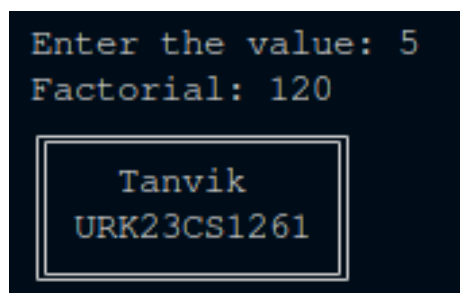 Enter the value: 5
Factorial: 120
Tanvik
URK23CS1261